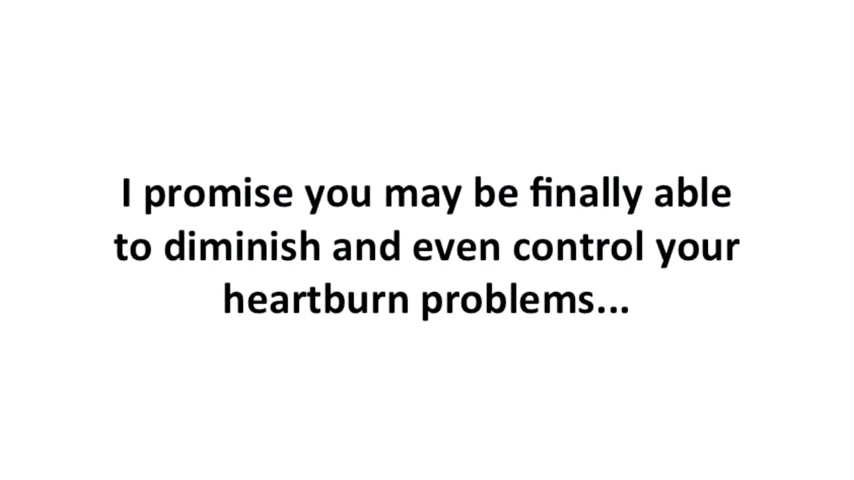 I promise you may be finally able
to diminish and even control your
heartburn problems...